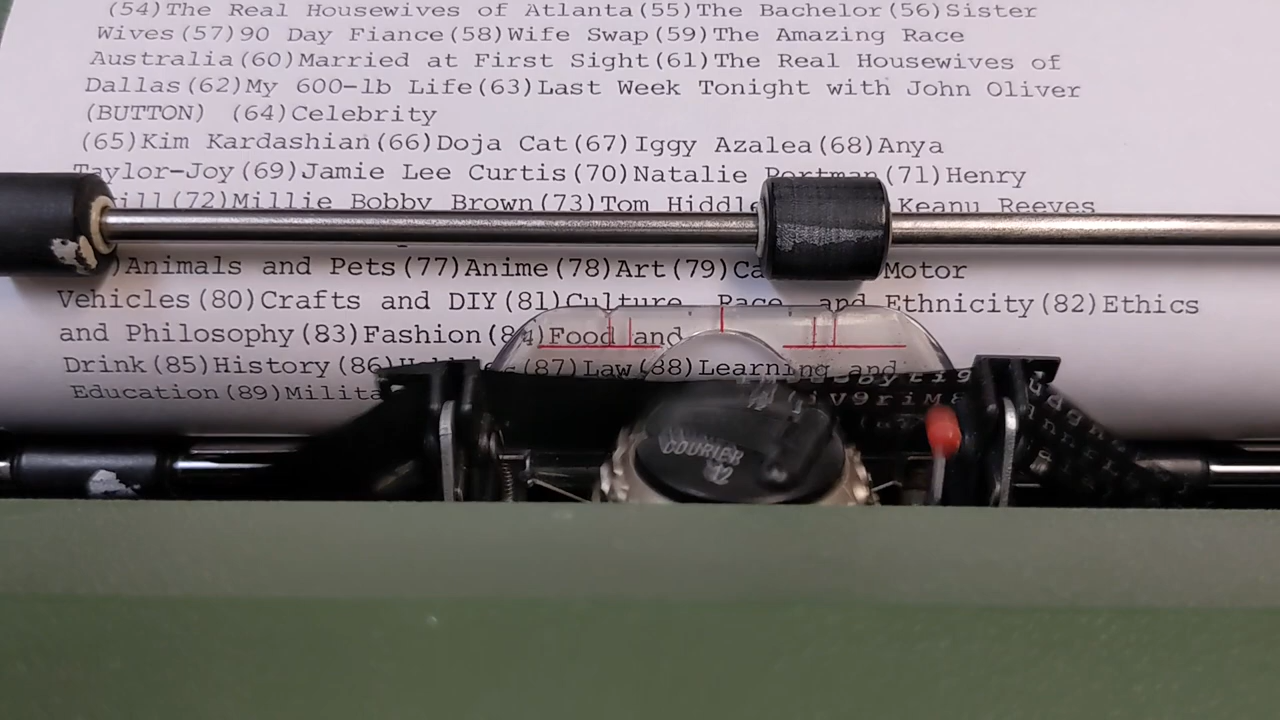 (54)The Real Housewives of Atlanta(55)The Bachelor(56)Sister
Wives(57)90 Day Fiance(58)Wife Swap(59)The Amazing Race
Australia(60)Married at First Sight(61)The Real Housewives of
Dallas(62)My 600-lb Life(63)Last Week Tonight with John Oliver
(BUTTON) (64)Celebrity
(65)Kim Kardashian(66)Doja Cat(67)Iggy Azalea(68)Anya
Taylor-Joy(69)Jamie Lee Curtis(70)Natalie Portman(71)Henry
(72)Millie Bobby Brown(73)Tom Keanu Reeves
Animals and Pets(77)Anime(78)Art(79) Motor
Vehicles(80)Crafts and DIY(81)Culture, Race, and Ethnicity(82)Ethics
and Philosophy(83)Fashion(84)Food and
Drink(85)History(86) (87)Law(88)Learning and
Education(89)
COURIER
12